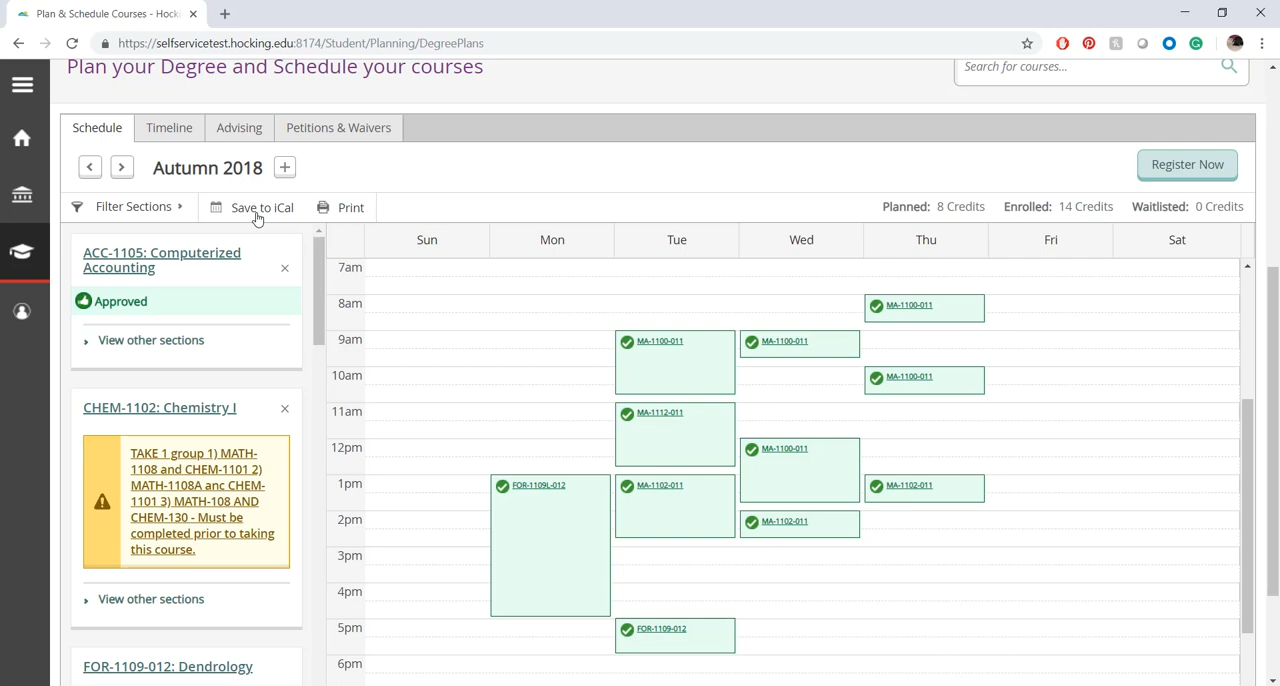 Plan & Schedule Courses - Hocki
https://selfservicetest.hocking.edu:8174/Student/Planning/DegreePlans
Plan your Degree and Schedule your courses
Search for courses...
Schedule
Timeline
Advising
Petitions & Waivers
Autumn 2018
Register Now
Filter Sections
Save to iCal
Print
Planned: 8 Credits
Enrolled: 14 Credits
Waitlisted: 0 Credits
ACC-1105: Computerized
Accounting
Approved
View other sections
CHEM-1102: Chemistry I
TAKE 1 group 1) MATH-
1108 and CHEM-1101 2)
MATH-1108A anc CHEM-
1101 3) MATH-108 AND
CHEM-130 - Must be
completed prior to taking
this course.
View other sections
FOR-1109-012: Dendrology
Sun
Mon
Tue
Wed
Thu
Fri
Sat
7am
8am
MA-1100-011
9am
MA-1100-011
MA-1100-011
10am
MA-1100-011
11am
MA-1112-011
12pm
MA-1100-011
1pm
FOR-1109L-012
MA-1102-011
MA-1102-011
2pm
MA-1102-011
3pm
4pm
5pm
FOR-1109-012
6pm